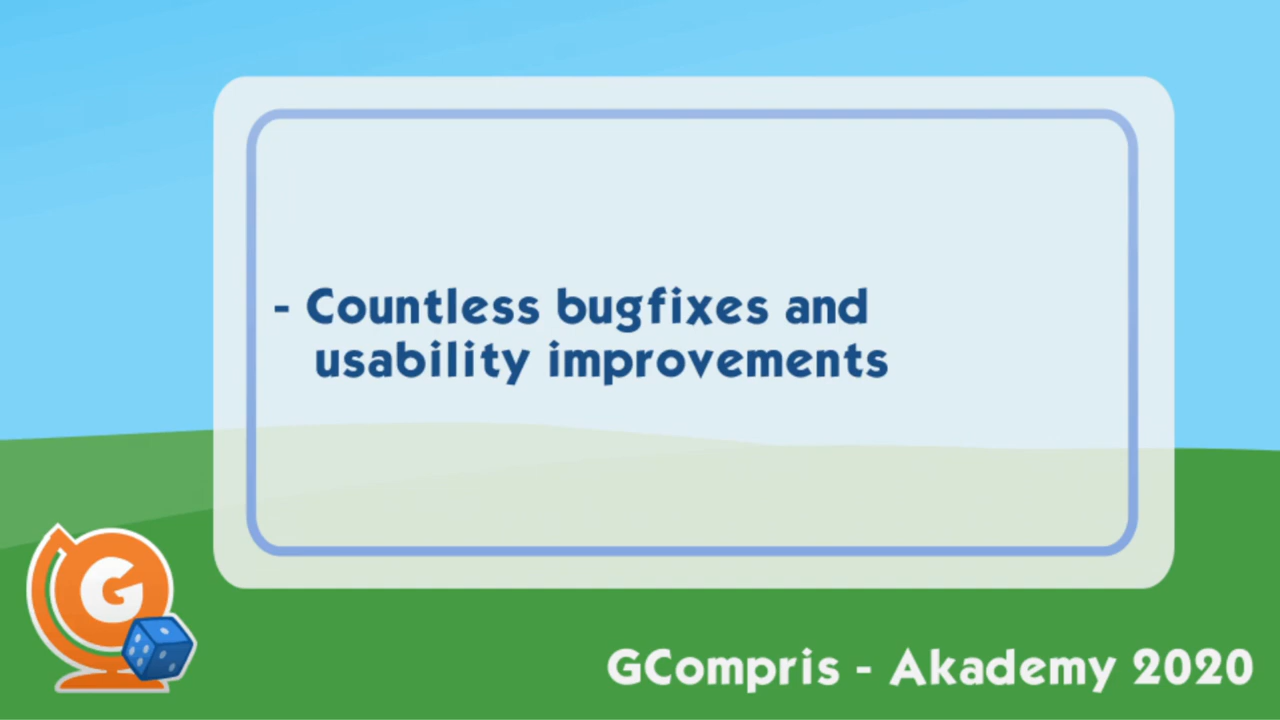 - Countless bugfixes and
usability improvements
G
GCompris - Akademy 2020